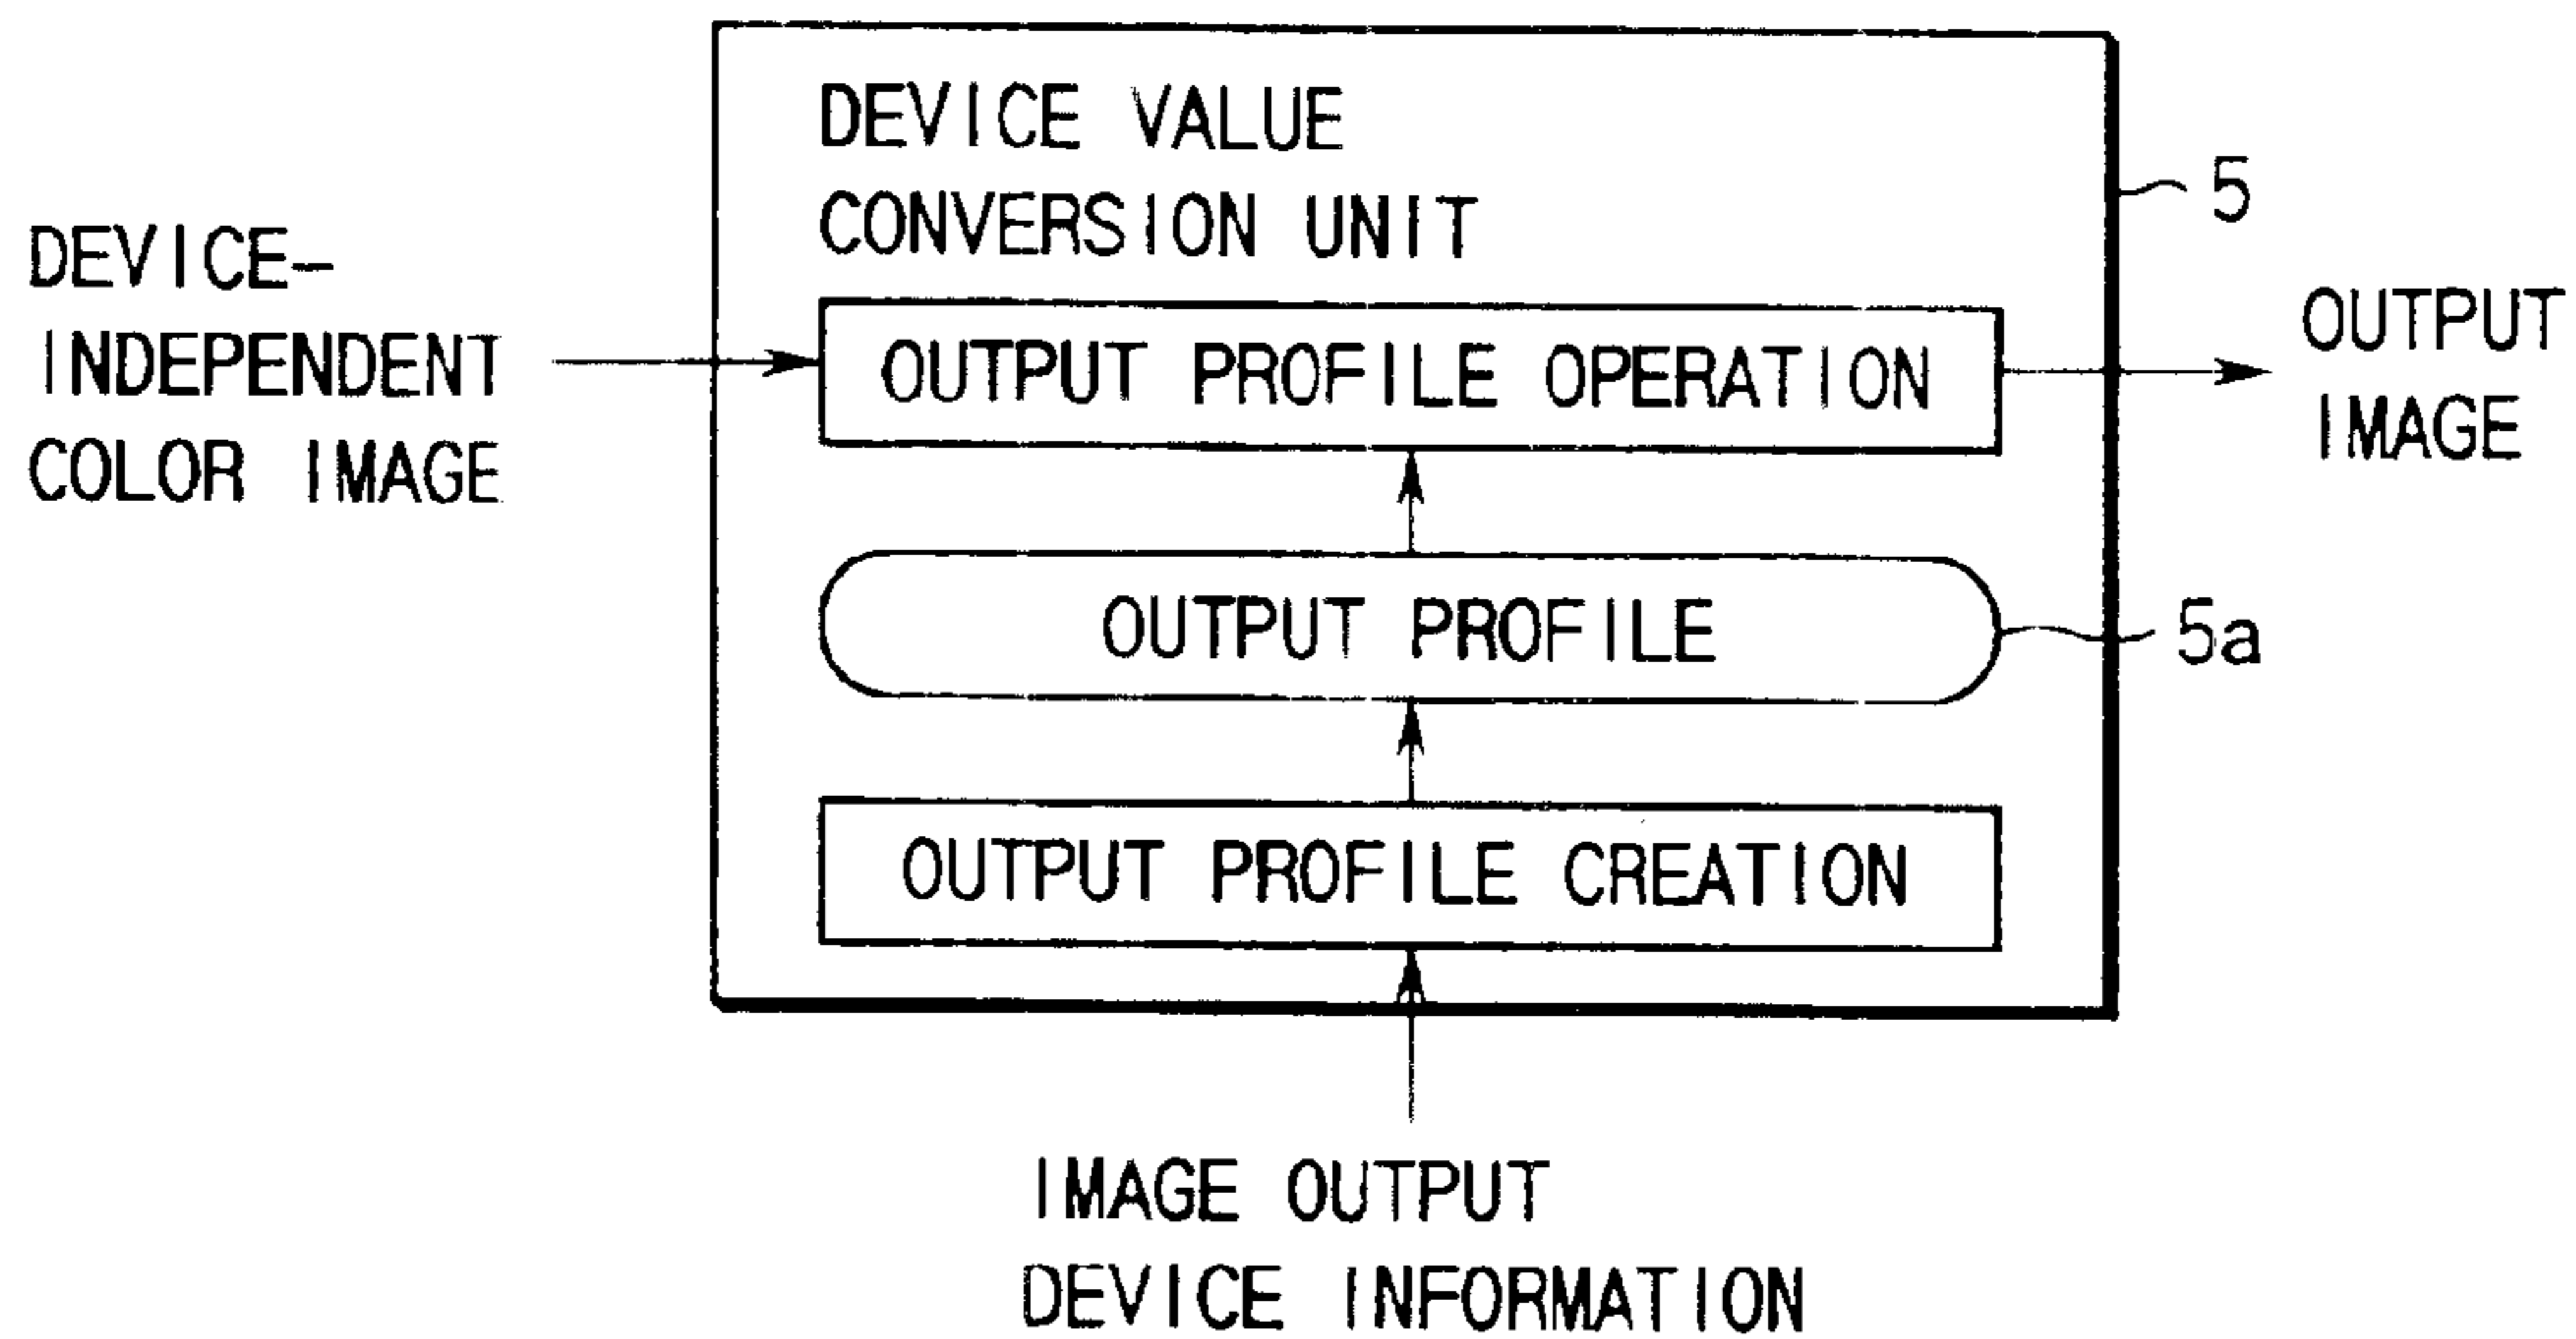 DEVICE VALUE
CONVERSION UNIT
5
DEVICE-
INDEPENDENT
COLOR IMAGE
OUTPUT PROFILE OPERATION
OUTPUT
IMAGE
OUTPUT PROFILE
5a
OUTPUT PROFILE CREATION
IMAGE OUTPUT
DEVICE INFORMATION